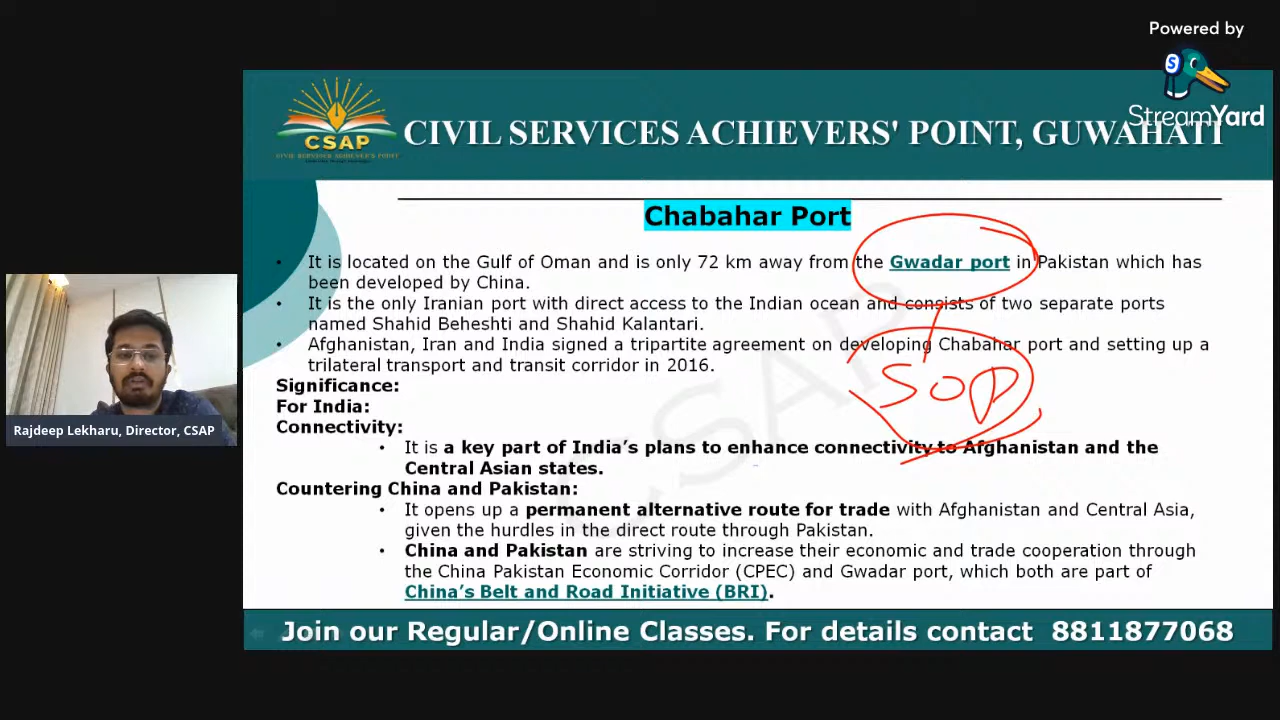 Powered by
StreamYard
CSAP
CIVIL SERVICES ACHIEVERS' POINT, GUWAHATI
Chabahar Port
• It is located on the Gulf of Oman and is only 72 km away from the Gwadar port in Pakistan which has
been developed by China.
• It is the only Iranian port with direct access to the Indian ocean and consists of two separate ports
named Shahid Beheshti and Shahid Kalantari.
• Afghanistan, Iran and India signed a tripartite agreement on developing Chabahar port and setting up a
trilateral transport and transit corridor in 2016.
SOP
Significance:
For India:
Connectivity:
• It is a key part of India’s plans to enhance connectivity to Afghanistan and the
Central Asian states.
Countering China and Pakistan:
• It opens up a permanent alternative route for trade with Afghanistan and Central Asia,
given the hurdles in the direct route through Pakistan.
• China and Pakistan are striving to increase their economic and trade cooperation through
the China Pakistan Economic Corridor (CPEC) and Gwadar port, which both are part of
China’s Belt and Road Initiative (BRI).
CSAP
Rajdeep Lekharu, Director, CSAP
Join our Regular/Online Classes. For details contact 8811877068